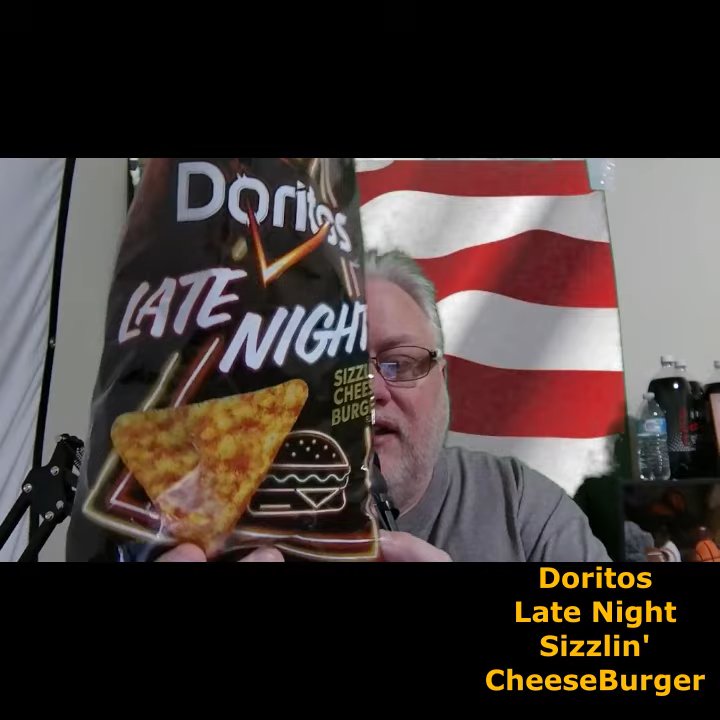 Doritos
LATE
NIGHT
Doritos
Late Night
Sizzlin'
CheeseBurger